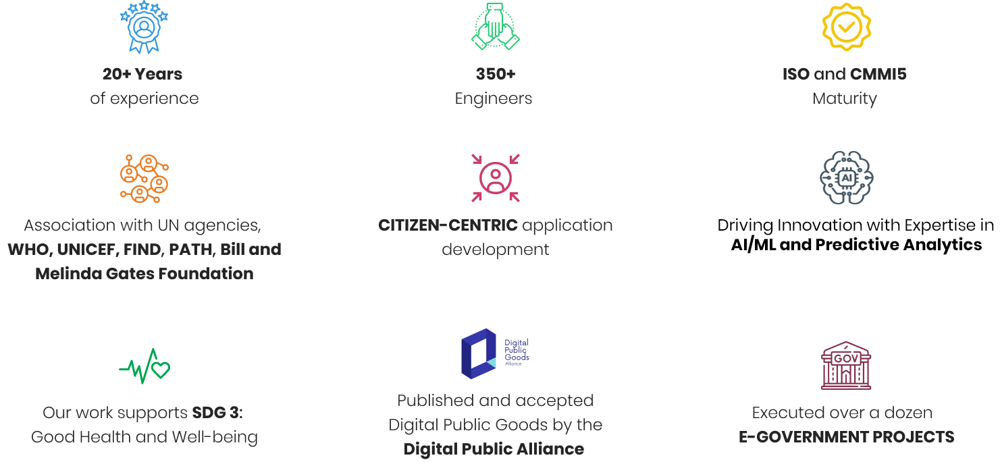 20+ Years
of experience
350+
Engineers
ISO and CMMI5
Maturity
Association with UN agencies,
WHO, UNICEF, FIND, PATH, Bill and
Melinda Gates Foundation
CITIZEN-CENTRIC application
development
AI
Driving Innovation with Expertise in
AI/ML and Predictive Analytics
Our work supports SDG 3:
Good Health and Well-being
Digital
Public
Goods
Alliance
Published and accepted
Digital Public Goods by the
Digital Public Alliance
GOV
Executed over a dozen
E-GOVERNMENT PROJECTS